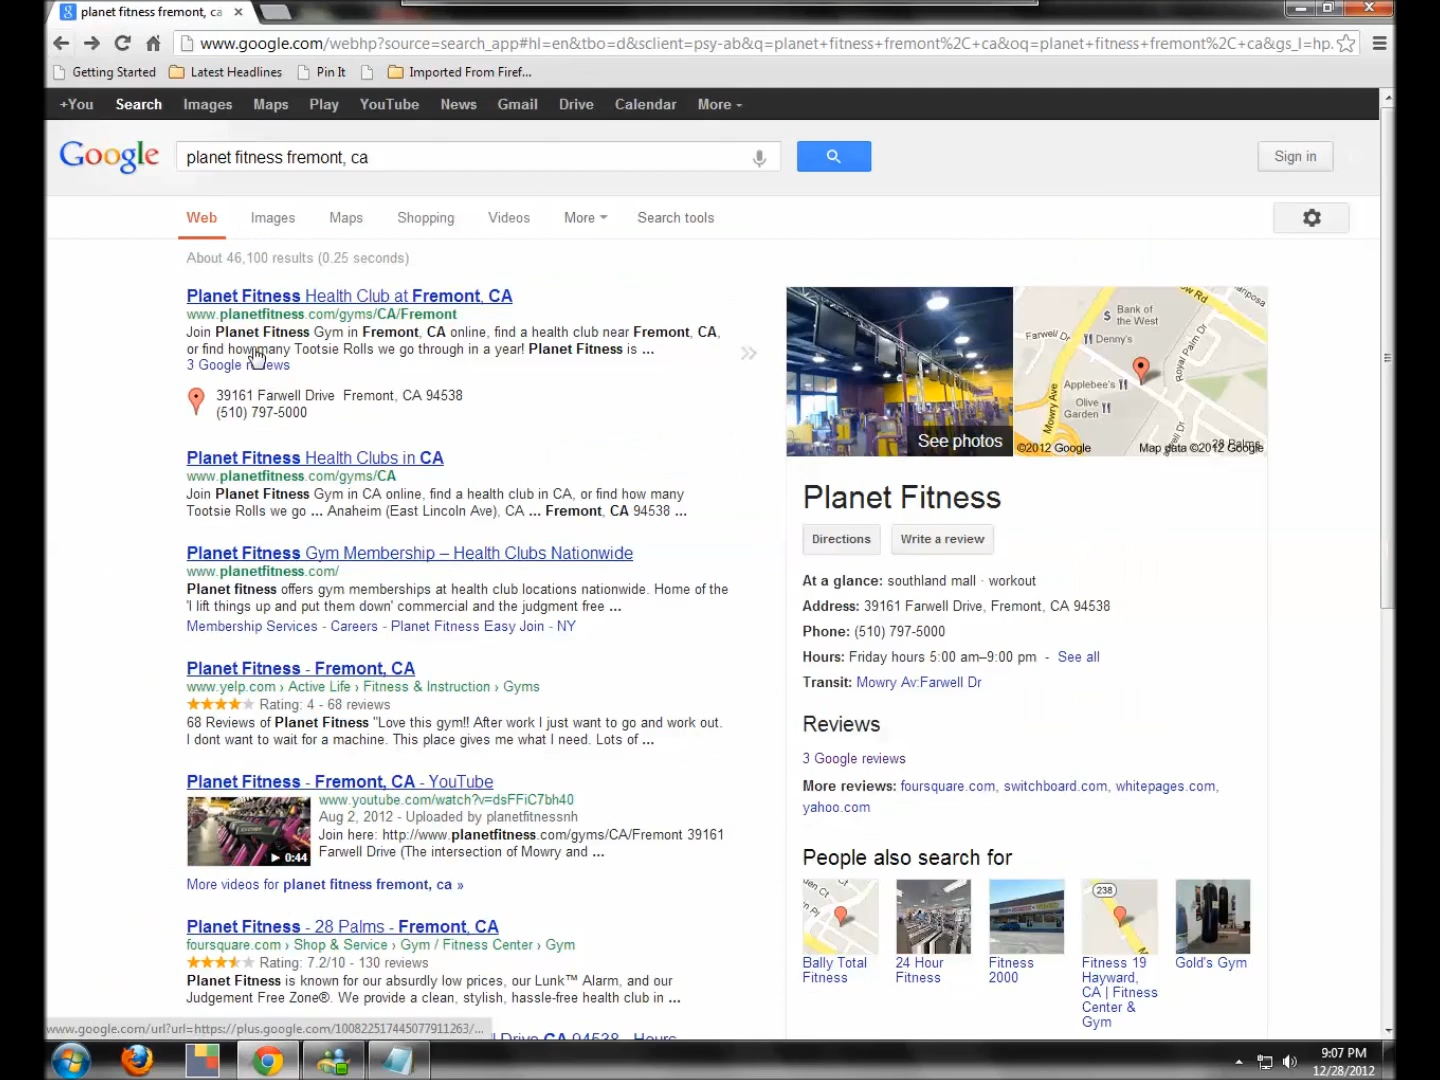 planet fitness fremont, ca
www.google.com/webhp?source=search_app#hl=en&tbo=d&sclient=psy-ab&q=planet+fitness+fremont%2C+ca&oq=planet+fitness+fremont%2C+ca&gs_l=hp.
Getting Started Latest Headlines Pin It Imported From Firef...
+You Search Images Maps Play YouTube News Gmail Drive Calendar More
Google planet fitness fremont, ca Sign in
Web Images Maps Shopping Videos More Search tools
About 46,100 results (0.25 seconds)
Planet Fitness Health Club at Fremont, CA
www.planetfitness.com/gyms/CA/Fremont
Join Planet Fitness Gym in Fremont, CA online, find a health club near Fremont, CA,
or find how many Tootsie Rolls we go through in a year! Planet Fitness is ...
3 Google reviews
39161 Farwell Drive Fremont, CA 94538
(510) 797-5000
Planet Fitness Health Clubs in CA
www.planetfitness.com/gyms/CA
Join Planet Fitness Gym in CA online, find a health club in CA, or find how many
Tootsie Rolls we go ... Anaheim (East Lincoln Ave), CA ... Fremont, CA 94538 ...
Planet Fitness Gym Membership – Health Clubs Nationwide
www.planetfitness.com/
Planet fitness offers gym memberships at health club locations nationwide. Home of the
'I lift things up and put them down' commercial and the judgment free ...
Membership Services - Careers - Planet Fitness Easy Join - NY
Planet Fitness - Fremont, CA
www.yelp.com › Active Life › Fitness & Instruction › Gyms
Rating: 4 - 68 reviews
68 Reviews of Planet Fitness "Love this gym!! After work I just want to go and work out.
I dont want to wait for a machine. This place gives me what I need. Lots of ...
Planet Fitness - Fremont, CA - YouTube
www.youtube.com/watch?v=dsFFiC7bh40
Aug 2, 2012 - Uploaded by planetfitnessnh
Join here: http://www.planetfitness.com/gyms/CA/Fremont 39161
Farwell Drive (The intersection of Mowry and ...
0:44
More videos for planet fitness fremont, ca »
Planet Fitness - 28 Palms - Fremont, CA
foursquare.com › Shop & Service › Gym / Fitness Center › Gym
Rating: 7.2/10 - 130 reviews
Planet Fitness is known for our absurdly low prices, our Lunk™ Alarm, and our
Judgement Free Zone®. We provide a clean, stylish, hassle-free health club in ...
www.google.com/url?url=https://plus.google.com/100822517445077911263/...
Drive CA 94538 - Hours
See photos
Bank of
the West
Farwell Dr
Denny's
Royal Palm Dr
Applebee's
Olive
Garden
Mowry Ave
28 Palms
©2012 Google Map data ©2012 Google
Planet Fitness
Directions Write a review
At a glance: southland mall · workout
Address: 39161 Farwell Drive, Fremont, CA 94538
Phone: (510) 797-5000
Hours: Friday hours 5:00 am–9:00 pm - See all
Transit: Mowry Av:Farwell Dr
Reviews
3 Google reviews
More reviews: foursquare.com, switchboard.com, whitepages.com,
yahoo.com
People also search for
238
Bally Total
Fitness
24 Hour
Fitness
Fitness
2000
Fitness 19
Hayward,
CA | Fitness
Center &
Gym
Gold's Gym
9:07 PM
12/28/2012